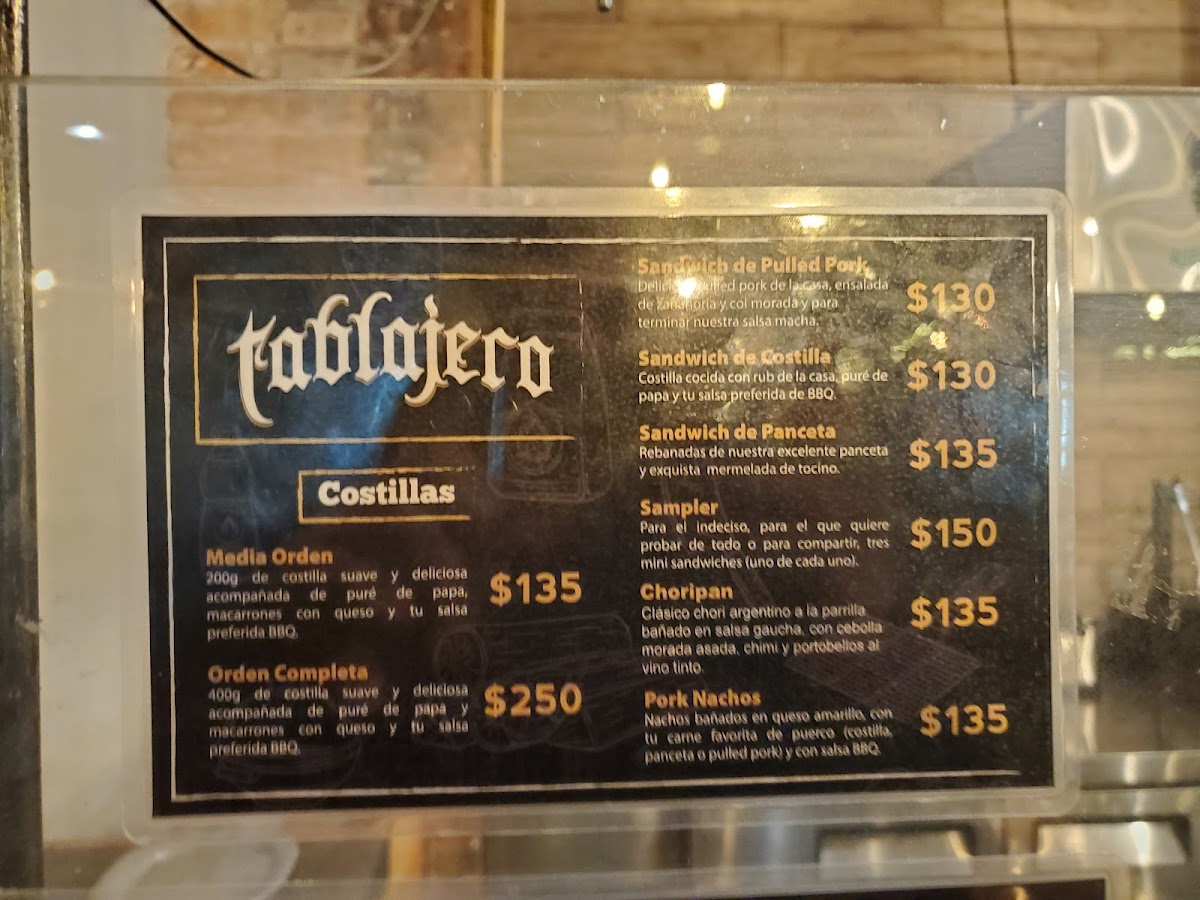 tablajero
Costillas
Media Orden
200g de costilla suave y deliciosa
acompañada de puré de papa,
macarrones con queso y tu salsa
preferida BBQ.
$135
Orden Completa
400g de costilla suave y deliciosa
acompañada de puré de papa y
macarrones con queso y tu salsa
preferida BBQ.
$250
Sandwich de Pulled Pork
pulled pork de la casa, ensalada
de zanahoria y col morada y para
terminar nuestra salsa macha.
$130
Sandwich de Costilla
Costilla cocida con rub de la casa, puré de
papa y tu salsa preferida de BBQ.
$130
Sandwich de Panceta
Rebanadas de nuestra excelente panceta
y exquista mermelada de tocino.
$135
Sampler
Para el indeciso, para el que quiere
probar de todo o para compartir, tres
mini sandwiches (uno de cada uno).
$150
Choripan
Clásico chori argentino a la parrilla
bañado en salsa gaucha, con cebolla
morada asada, chimi y portobellos al
vino tinto.
$135
Pork Nachos
Nachos bañados en queso amarillo, con
tu carne favorita de puerco (costilla,
panceta o pulled pork) y con salsa BBQ.
$135